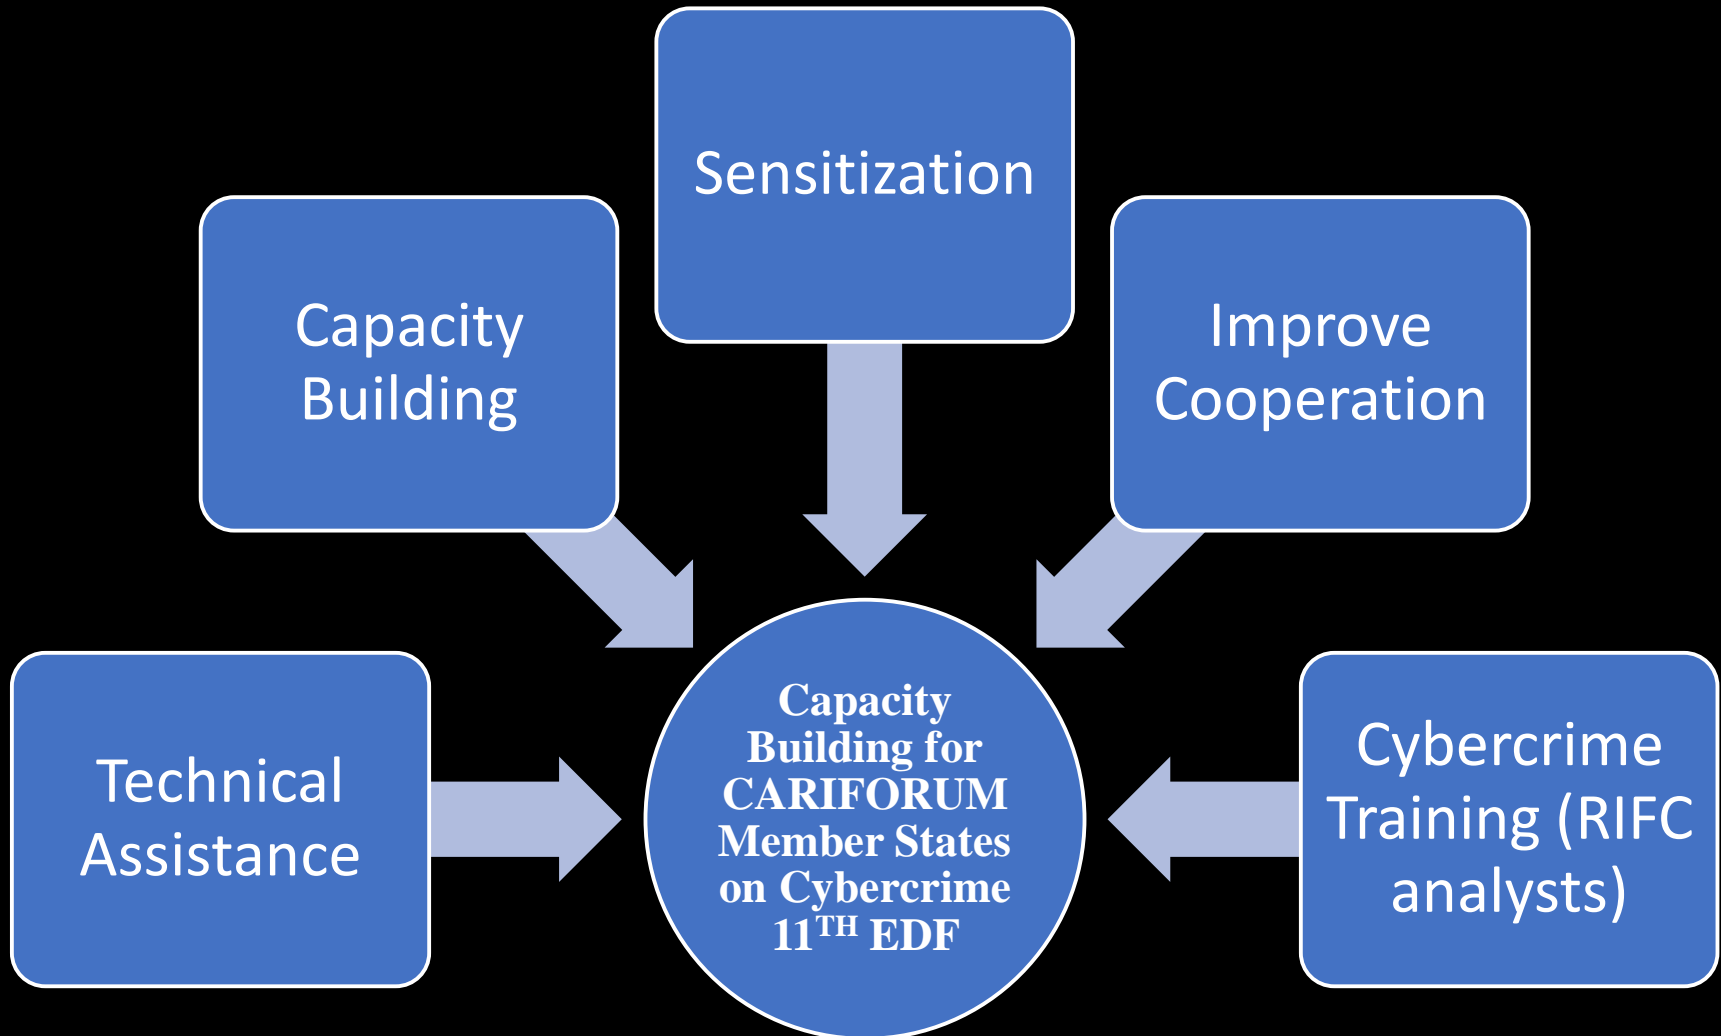 Sensitization
Capacity
Building
Improve
Cooperation
Technical
Assistance
Capacity
Building for
CARIFORUM
Member States
on Cybercrime
11TH EDF
Cybercrime
Training (RIFC
analysts)